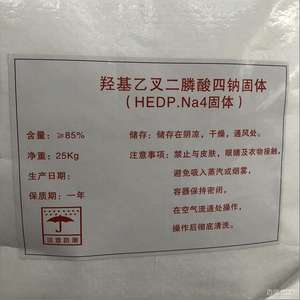 羟基乙叉二膦酸四钠固体
（HEDP.Na4固体）
含量：≥85%
储存：储存在阴凉，干燥，通风处。
净重：25Kg
注意事项：禁止与皮肤，眼睛及衣物接触，
生产日期：
避免吸入蒸汽或烟雾，
保质期：一年
容器保持密闭，
在空气流通处操作，
操作后彻底清洗。
注意防潮